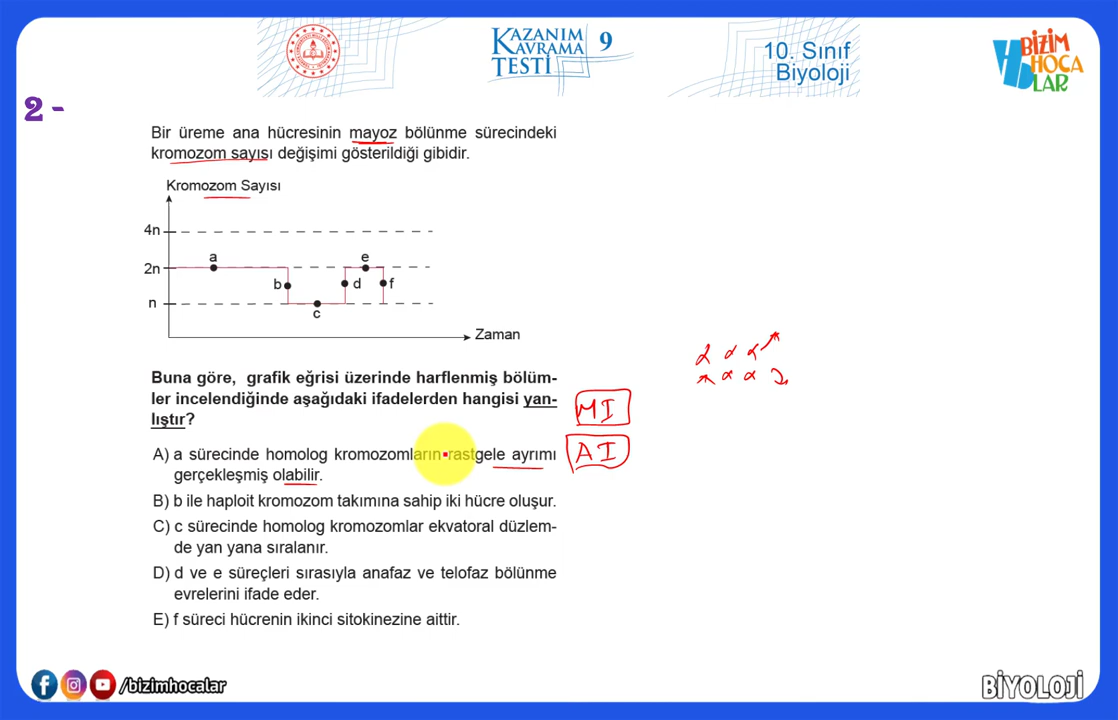 KAZANIM
KAVRAMA
TESTİ
9
10. Sınıf
Biyoloji
BİZİM
HOCA
LAR
2 -
Bir üreme ana hücresinin mayoz bölünme sürecindeki
kromozom sayısı değişimi gösterildiği gibidir.
Kromozom Sayısı
4n
2n
n
a
b
c
d
e
f
Zaman
Buna göre, grafik eğrisi üzerinde harflenmiş bölüm-
ler incelendiğinde aşağıdaki ifadelerden hangisi yan-
lıştır?
A) a sürecinde homolog kromozomların rastgele ayrımı
gerçekleşmiş olabilir.
B) b ile haploit kromozom takımına sahip iki hücre oluşur.
C) c sürecinde homolog kromozomlar ekvatoral düzlem-
de yan yana sıralanır.
D) d ve e süreçleri sırasıyla anafaz ve telofaz bölünme
evrelerini ifade eder.
E) f süreci hücrenin ikinci sitokinezine aittir.
MI
AI
/bizimhocalar
BİYOLOJİ